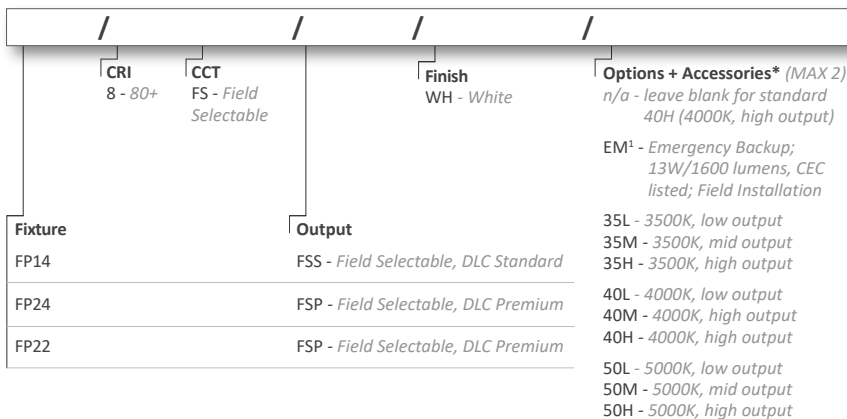 / / / /
CRI
8 - 80+
CCT
FS - Field
Selectable
Finish
WH - White
Options + Accessories* (MAX 2)
n/a - leave blank for standard
40H (4000K, high output)
EM¹ - Emergency Backup;
13W/1600 lumens, CEC
listed; Field Installation
35L - 3500K, low output
35M - 3500K, mid output
35H - 3500K, high output
40L - 4000K, low output
40M - 4000K, high output
40H - 4000K, high output
50L - 5000K, low output
50M - 5000K, mid output
50H - 5000K, high output
Fixture Output
FP14 FSS - Field Selectable, DLC Standard
FP24 FSP - Field Selectable, DLC Premium
FP22 FSP - Field Selectable, DLC Premium